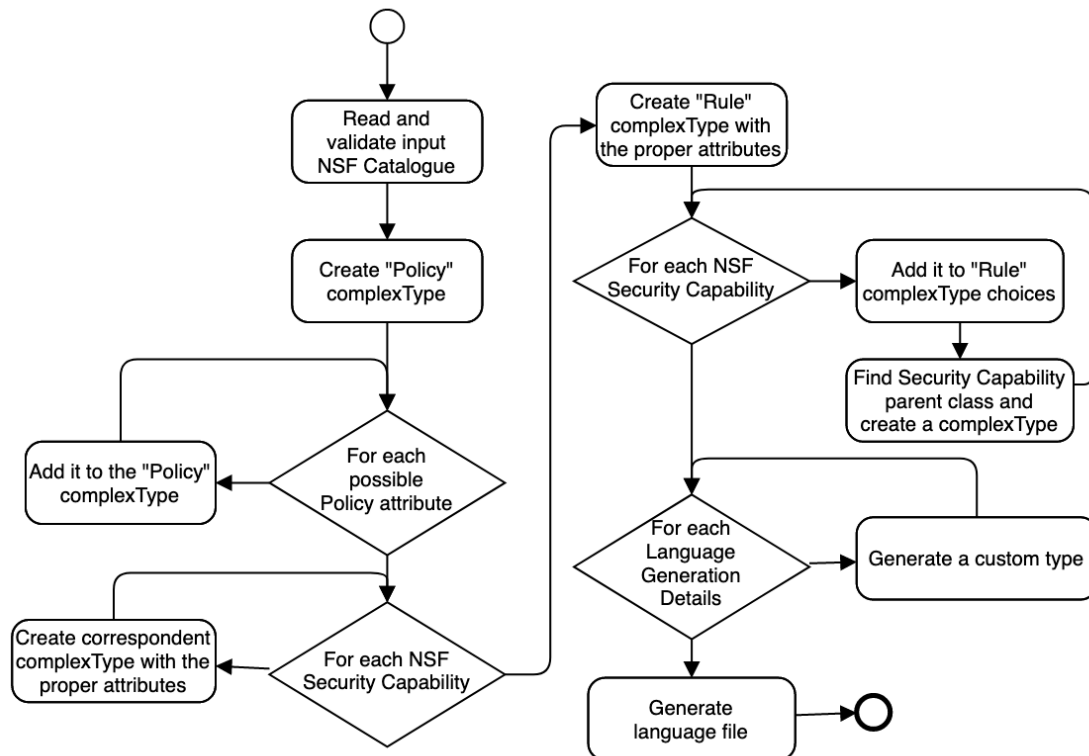 Read and
validate input
NSF Catalogue
Create "Policy"
complexType
For each
possible
Policy attribute
Add it to the "Policy"
complexType
For each NSF
Security Capability
Create correspondent
complexType with the
proper attributes
Create "Rule"
complexType with
the proper attributes
For each NSF
Security Capability
Add it to "Rule"
complexType choices
Find Security Capability
parent class and
create a complexType
For each
Language
Generation
Details
Generate a custom type
Generate
language file